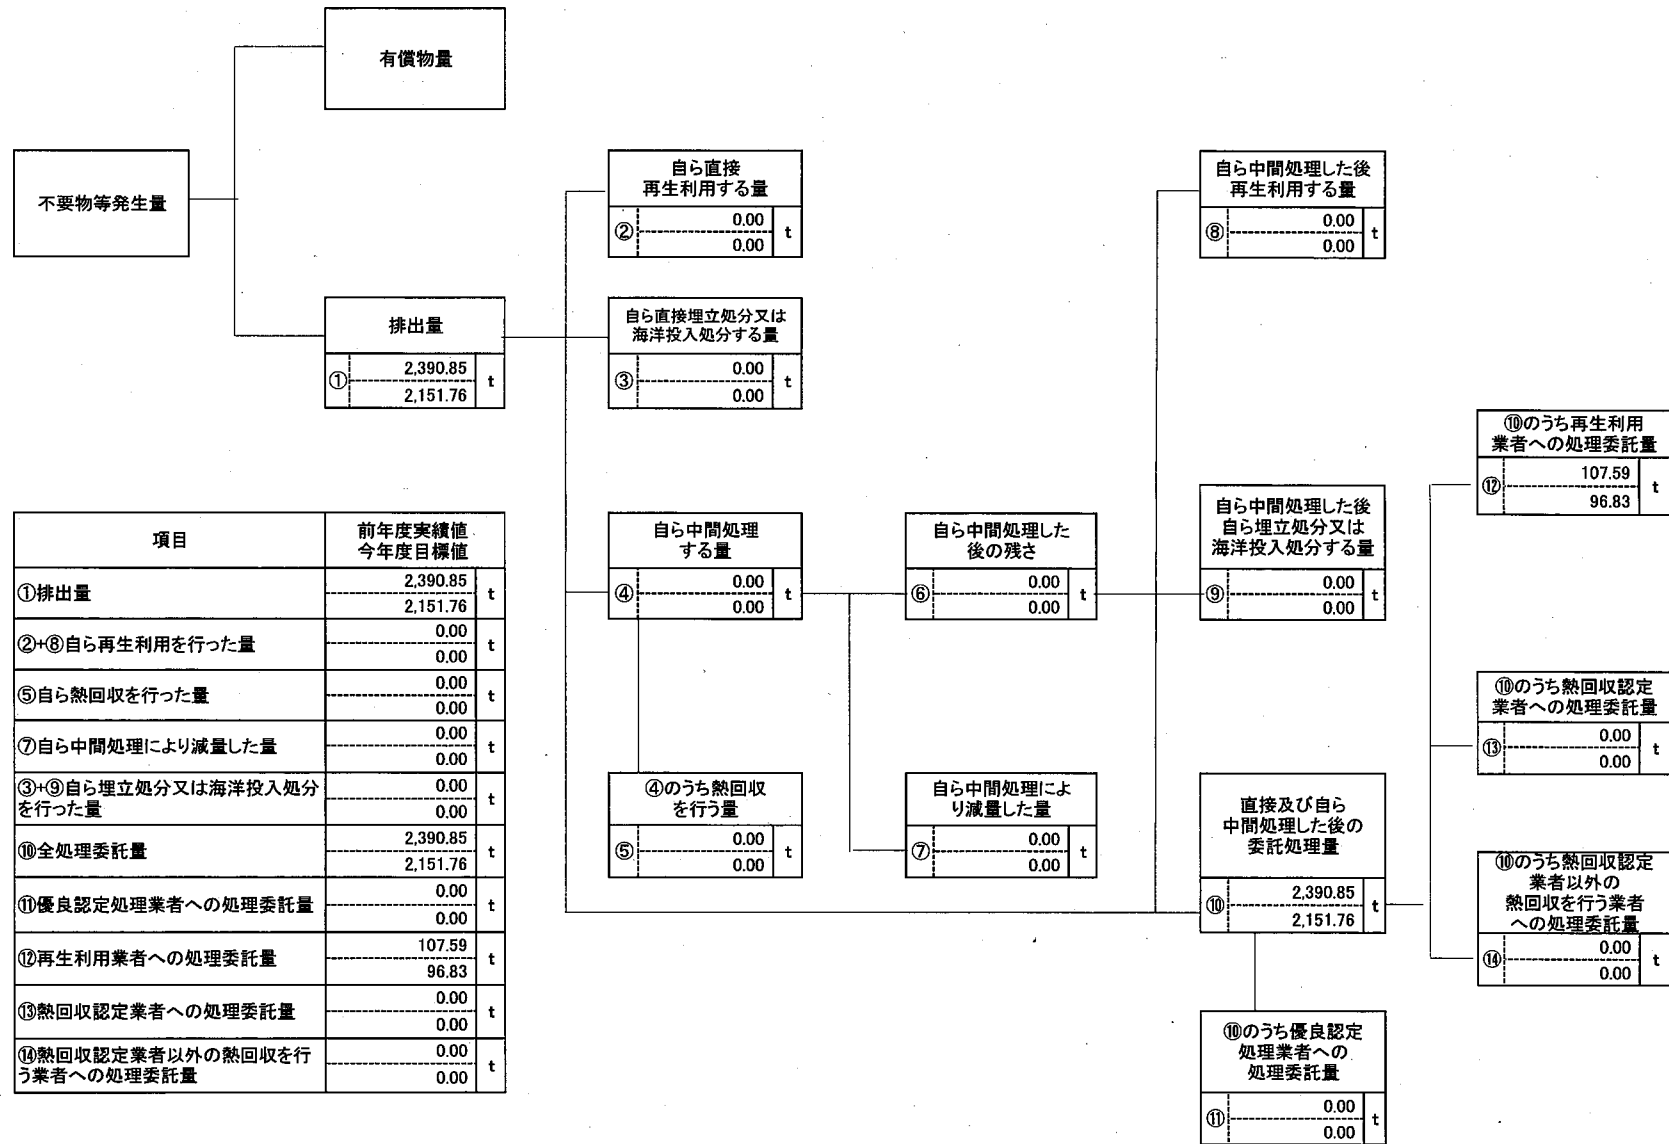 有償物量
不要物等発生量
排出量
① 2,390.85 t
2,151.76
自ら直接
再生利用する量
② 0.00 t
0.00
自ら直接埋立処分又は
海洋投入処分する量
③ 0.00 t
0.00
自ら中間処理
する量
④ 0.00 t
0.00
④のうち熱回収
を行う量
⑤ 0.00 t
0.00
自ら中間処理した
後の残さ
⑥ 0.00 t
0.00
自ら中間処理によ
り減量した量
⑦ 0.00 t
0.00
自ら中間処理した後
再生利用する量
⑧ 0.00 t
0.00
自ら中間処理した後
自ら埋立処分又は
海洋投入処分する量
⑨ 0.00 t
0.00
直接及び自ら
中間処理した後の
委託処理量
⑩ 2,390.85 t
2,151.76
⑩のうち優良認定
処理業者への
処理委託量
⑪ 0.00 t
0.00
⑩のうち再生利用
業者への処理委託量
⑫ 107.59 t
96.83
⑩のうち熱回収認定
業者への処理委託量
⑬ 0.00 t
0.00
⑩のうち熱回収認定
業者以外の
熱回収を行う業者
への処理委託量
⑭ 0.00 t
0.00
項目 前年度実績値
今年度目標値
①排出量 2,390.85 t
2,151.76
②+⑧自ら再生利用を行った量 0.00 t
0.00
⑤自ら熱回収を行った量 0.00 t
0.00
⑦自ら中間処理により減量した量 0.00 t
0.00
③+⑨自ら埋立処分又は海洋投入処分
を行った量 0.00 t
0.00
⑩全処理委託量 2,390.85 t
2,151.76
⑪優良認定処理業者への処理委託量 0.00 t
0.00
⑫再生利用業者への処理委託量 107.59 t
96.83
⑬熱回収認定業者への処理委託量 0.00 t
0.00
⑭熱回収認定業者以外の熱回収を行
う業者への処理委託量 0.00 t
0.00